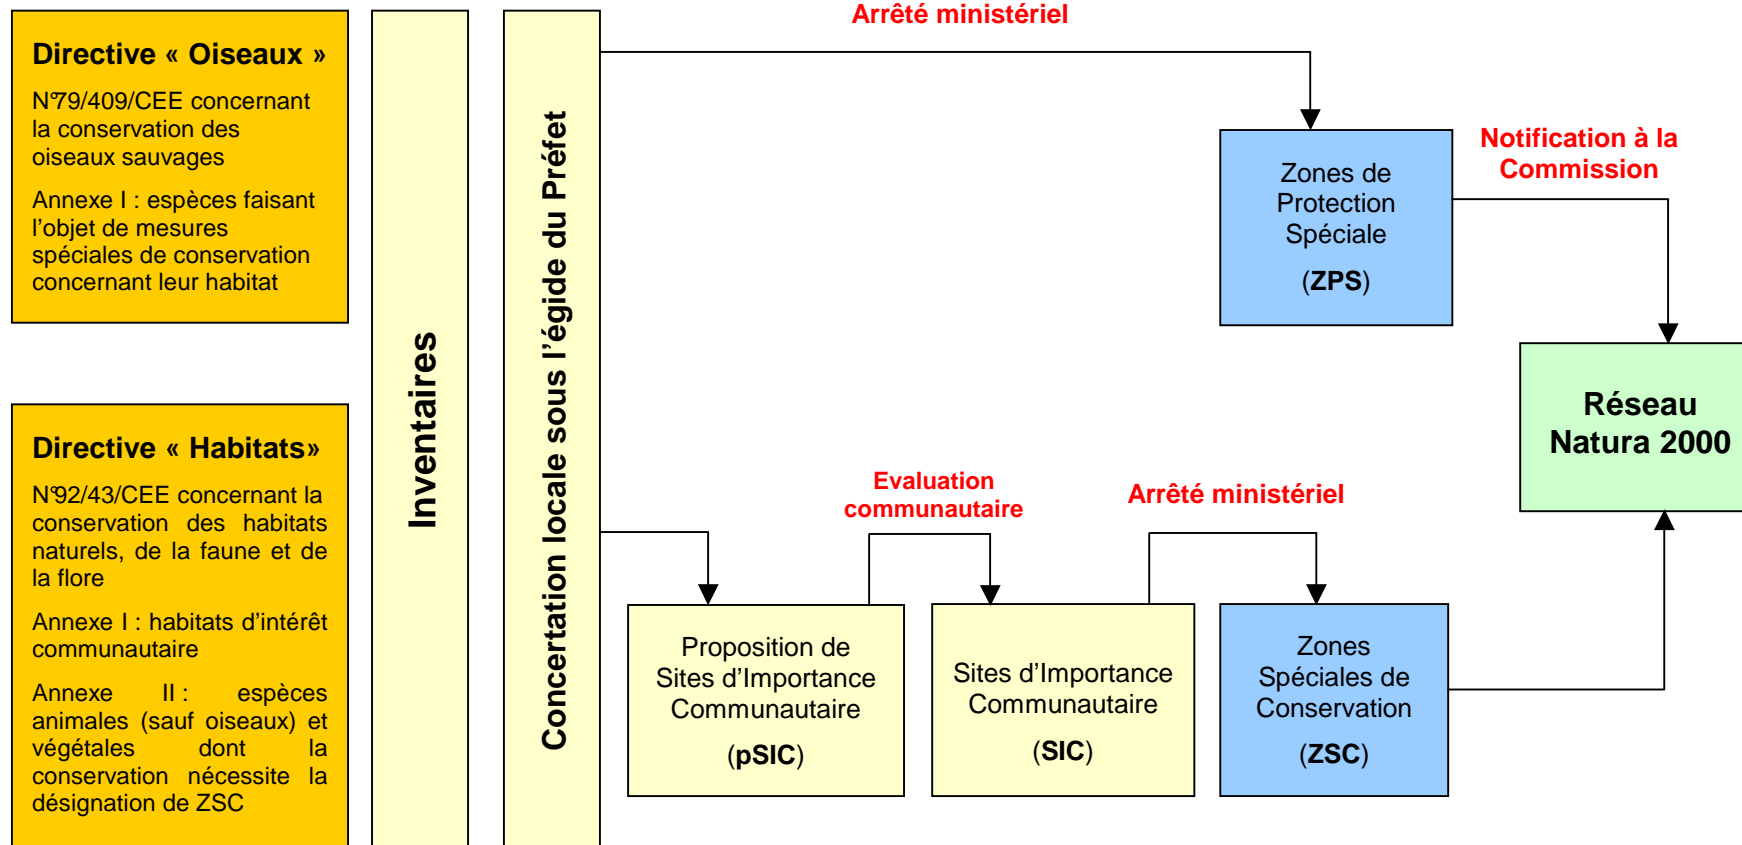 Directive « Oiseaux »
N°79/409/CEE concernant
la conservation des
oiseaux sauvages
Annexe I : espèces faisant
l’objet de mesures
spéciales de conservation
concernant leur habitat
Directive « Habitats»
N°92/43/CEE concernant la
conservation des habitats
naturels, de la faune et de
la flore
Annexe I : habitats d’intérêt
communautaire
Annexe II : espèces
animales (sauf oiseaux) et
végétales dont la
conservation nécessite la
désignation de ZSC
Inventaires
Concertation locale sous l’égide du Préfet
Arrêté ministériel
Zones de
Protection
Spéciale
(ZPS)
Notification à la
Commission
Réseau
Natura 2000
Proposition de
Sites d’Importance
Communautaire
(pSIC)
Evaluation
communautaire
Sites d’Importance
Communautaire
(SIC)
Arrêté ministériel
Zones
Spéciales de
Conservation
(ZSC)